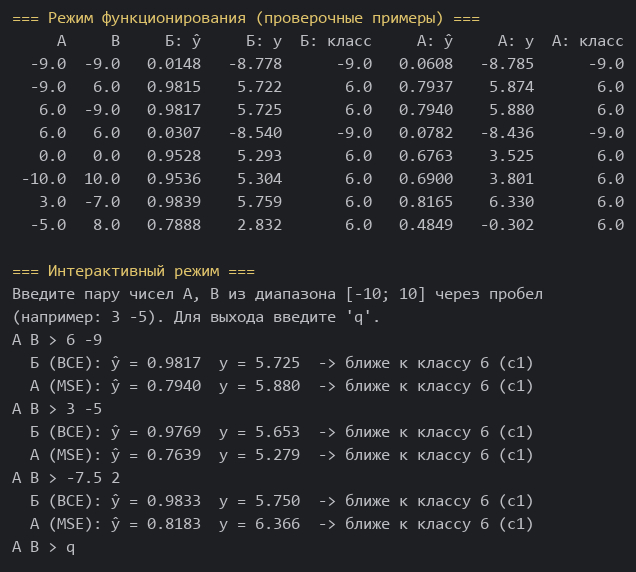 === Режим функционирования (проверочные примеры) ===
A B Б: ŷ Б: y Б: класс А: ŷ А: y А: класс
-9.0 -9.0 0.0148 -8.778 -9.0 0.0608 -8.785 -9.0
-9.0 6.0 0.9815 5.722 6.0 0.7937 5.874 6.0
6.0 -9.0 0.9817 5.725 6.0 0.7940 5.880 6.0
6.0 6.0 0.0307 -8.540 -9.0 0.0782 -8.436 -9.0
0.0 0.0 0.9528 5.293 6.0 0.6763 3.525 6.0
-10.0 10.0 0.9536 5.304 6.0 0.6900 3.801 6.0
3.0 -7.0 0.9839 5.759 6.0 0.8165 6.330 6.0
-5.0 8.0 0.7888 2.832 6.0 0.4849 -0.302 6.0
=== Интерактивный режим ===
Введите пару чисел A, B из диапазона [-10; 10] через пробел
(например: 3 -5). Для выхода введите 'q'.
A B > 6 -9
Б (BCE): ŷ = 0.9817 y = 5.725 -> ближе к классу 6 (c1)
А (MSE): ŷ = 0.7940 y = 5.880 -> ближе к классу 6 (c1)
A B > 3 -5
Б (BCE): ŷ = 0.9769 y = 5.653 -> ближе к классу 6 (c1)
А (MSE): ŷ = 0.7639 y = 5.279 -> ближе к классу 6 (c1)
A B > -7.5 2
Б (BCE): ŷ = 0.9833 y = 5.750 -> ближе к классу 6 (c1)
А (MSE): ŷ = 0.8183 y = 6.366 -> ближе к классу 6 (c1)
A B > q